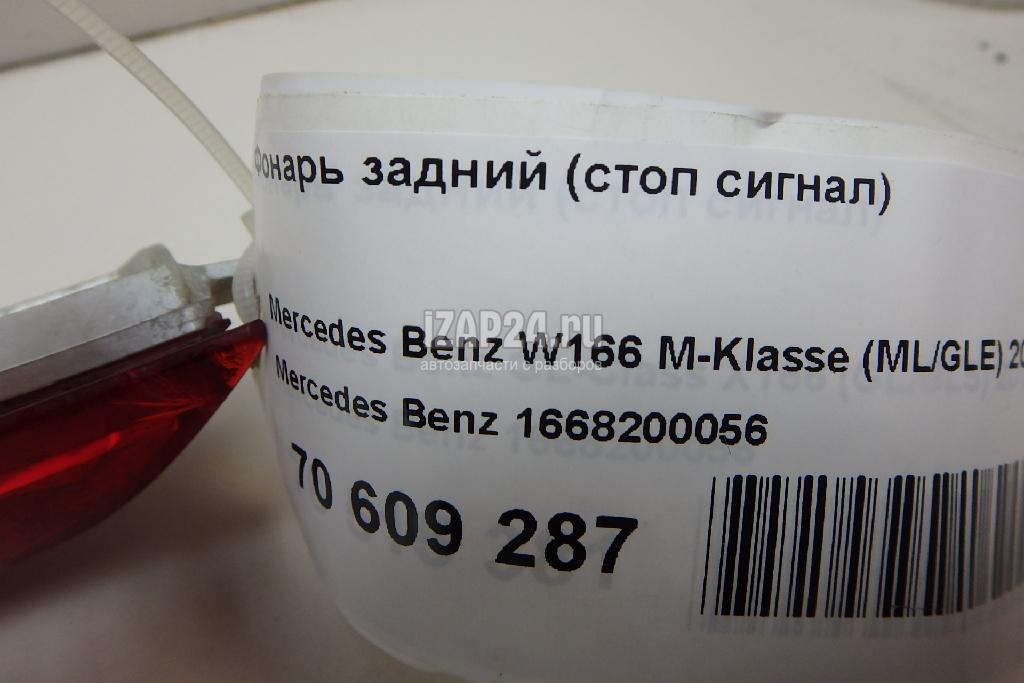 фонарь задний (стоп сигнал)
Mercedes Benz W166 M-Klasse (ML/GLE) 20
Mercedes Benz 1668200056
70 609 287
iZAP24.ru
автозапчасти с разборов